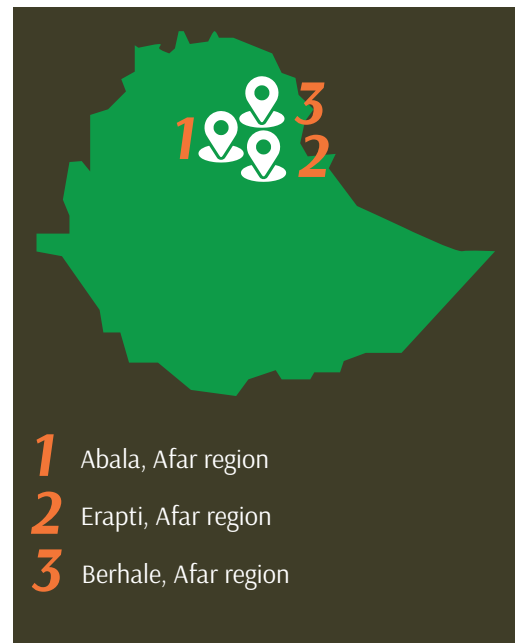 3
1
2
1 Abala, Afar region
2 Erapti, Afar region
3 Berhale, Afar region